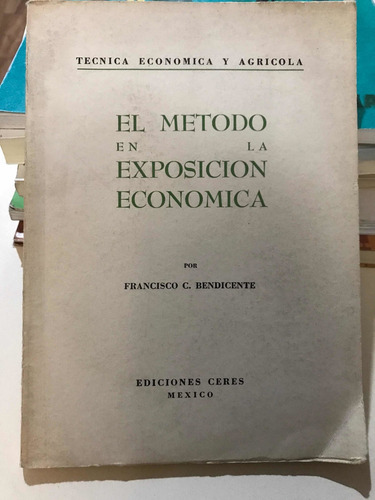 TECNICA ECONOMICA Y AGRICOLA
EL METODO
EN LA
EXPOSICION
ECONOMICA
POR
FRANCISCO C. BENDICENTE
EDICIONES CERES
MEXICO